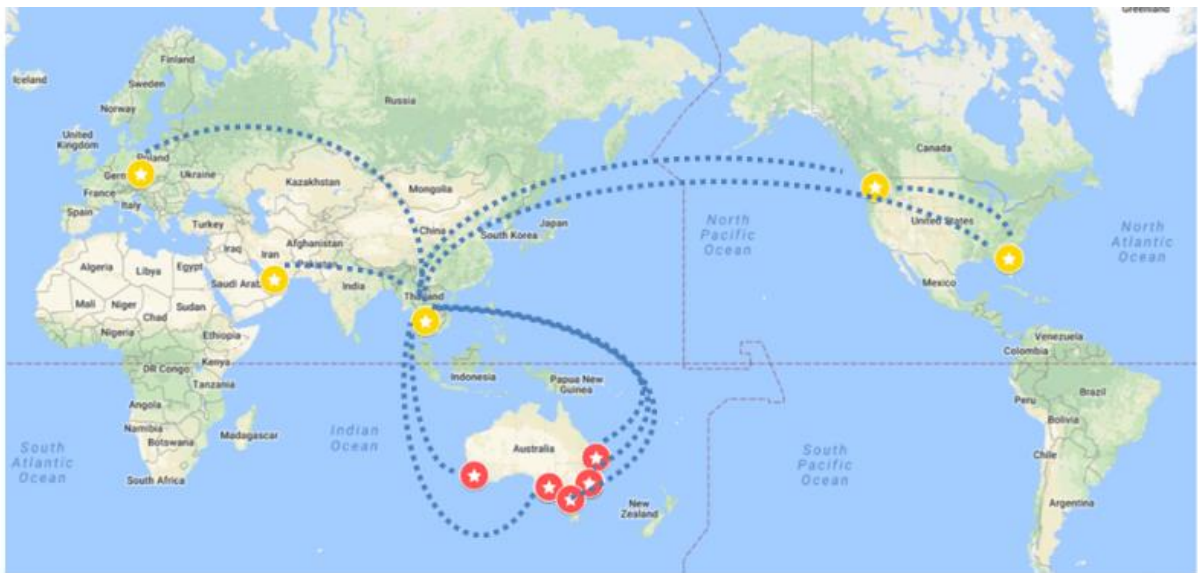 Greenland
Iceland
Finland
Sweden
Norway
Russia
United
Kingdom
Canada
Poland
Germ
Ukraine
France
Kazakhstan
Mongolia
Italy
Spain
Turkey
China
South Korea
Japan
North
Pacific
Ocean
United States
North
Atlantic
Ocean
Iraq
Iran
Afghanistan
Pakistan
Algeria
Libya
Egypt
Saudi Arab
India
Mexico
Mali
Niger
Sudan
Chad
Thailand
Nigeria
Ethiopia
Venezuela
Colombia
DR Congo
Kenya
Indonesia
Papua New
Guinea
Tanzania
Peru
Brazil
Angola
Namibia
Botswana
Madagascar
Bolivia
South
Atlantic
Ocean
Indian
Ocean
Australia
South
Pacific
Ocean
Chile
South Africa
New
Zealand
Argentina